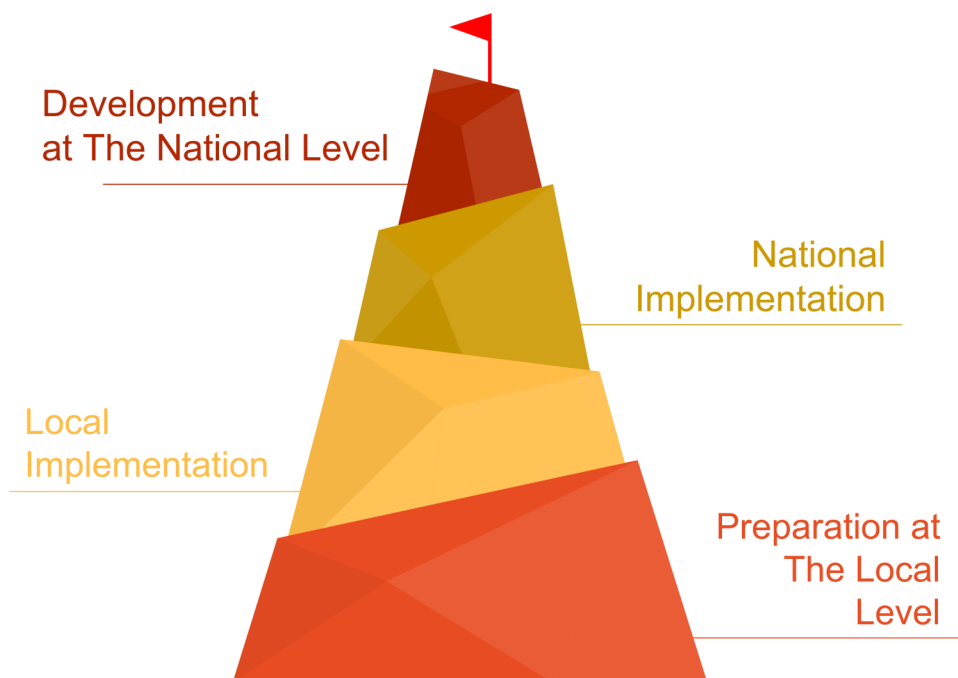 Development
at The National Level
National
Implementation
Local
Implementation
Preparation at
The Local
Level